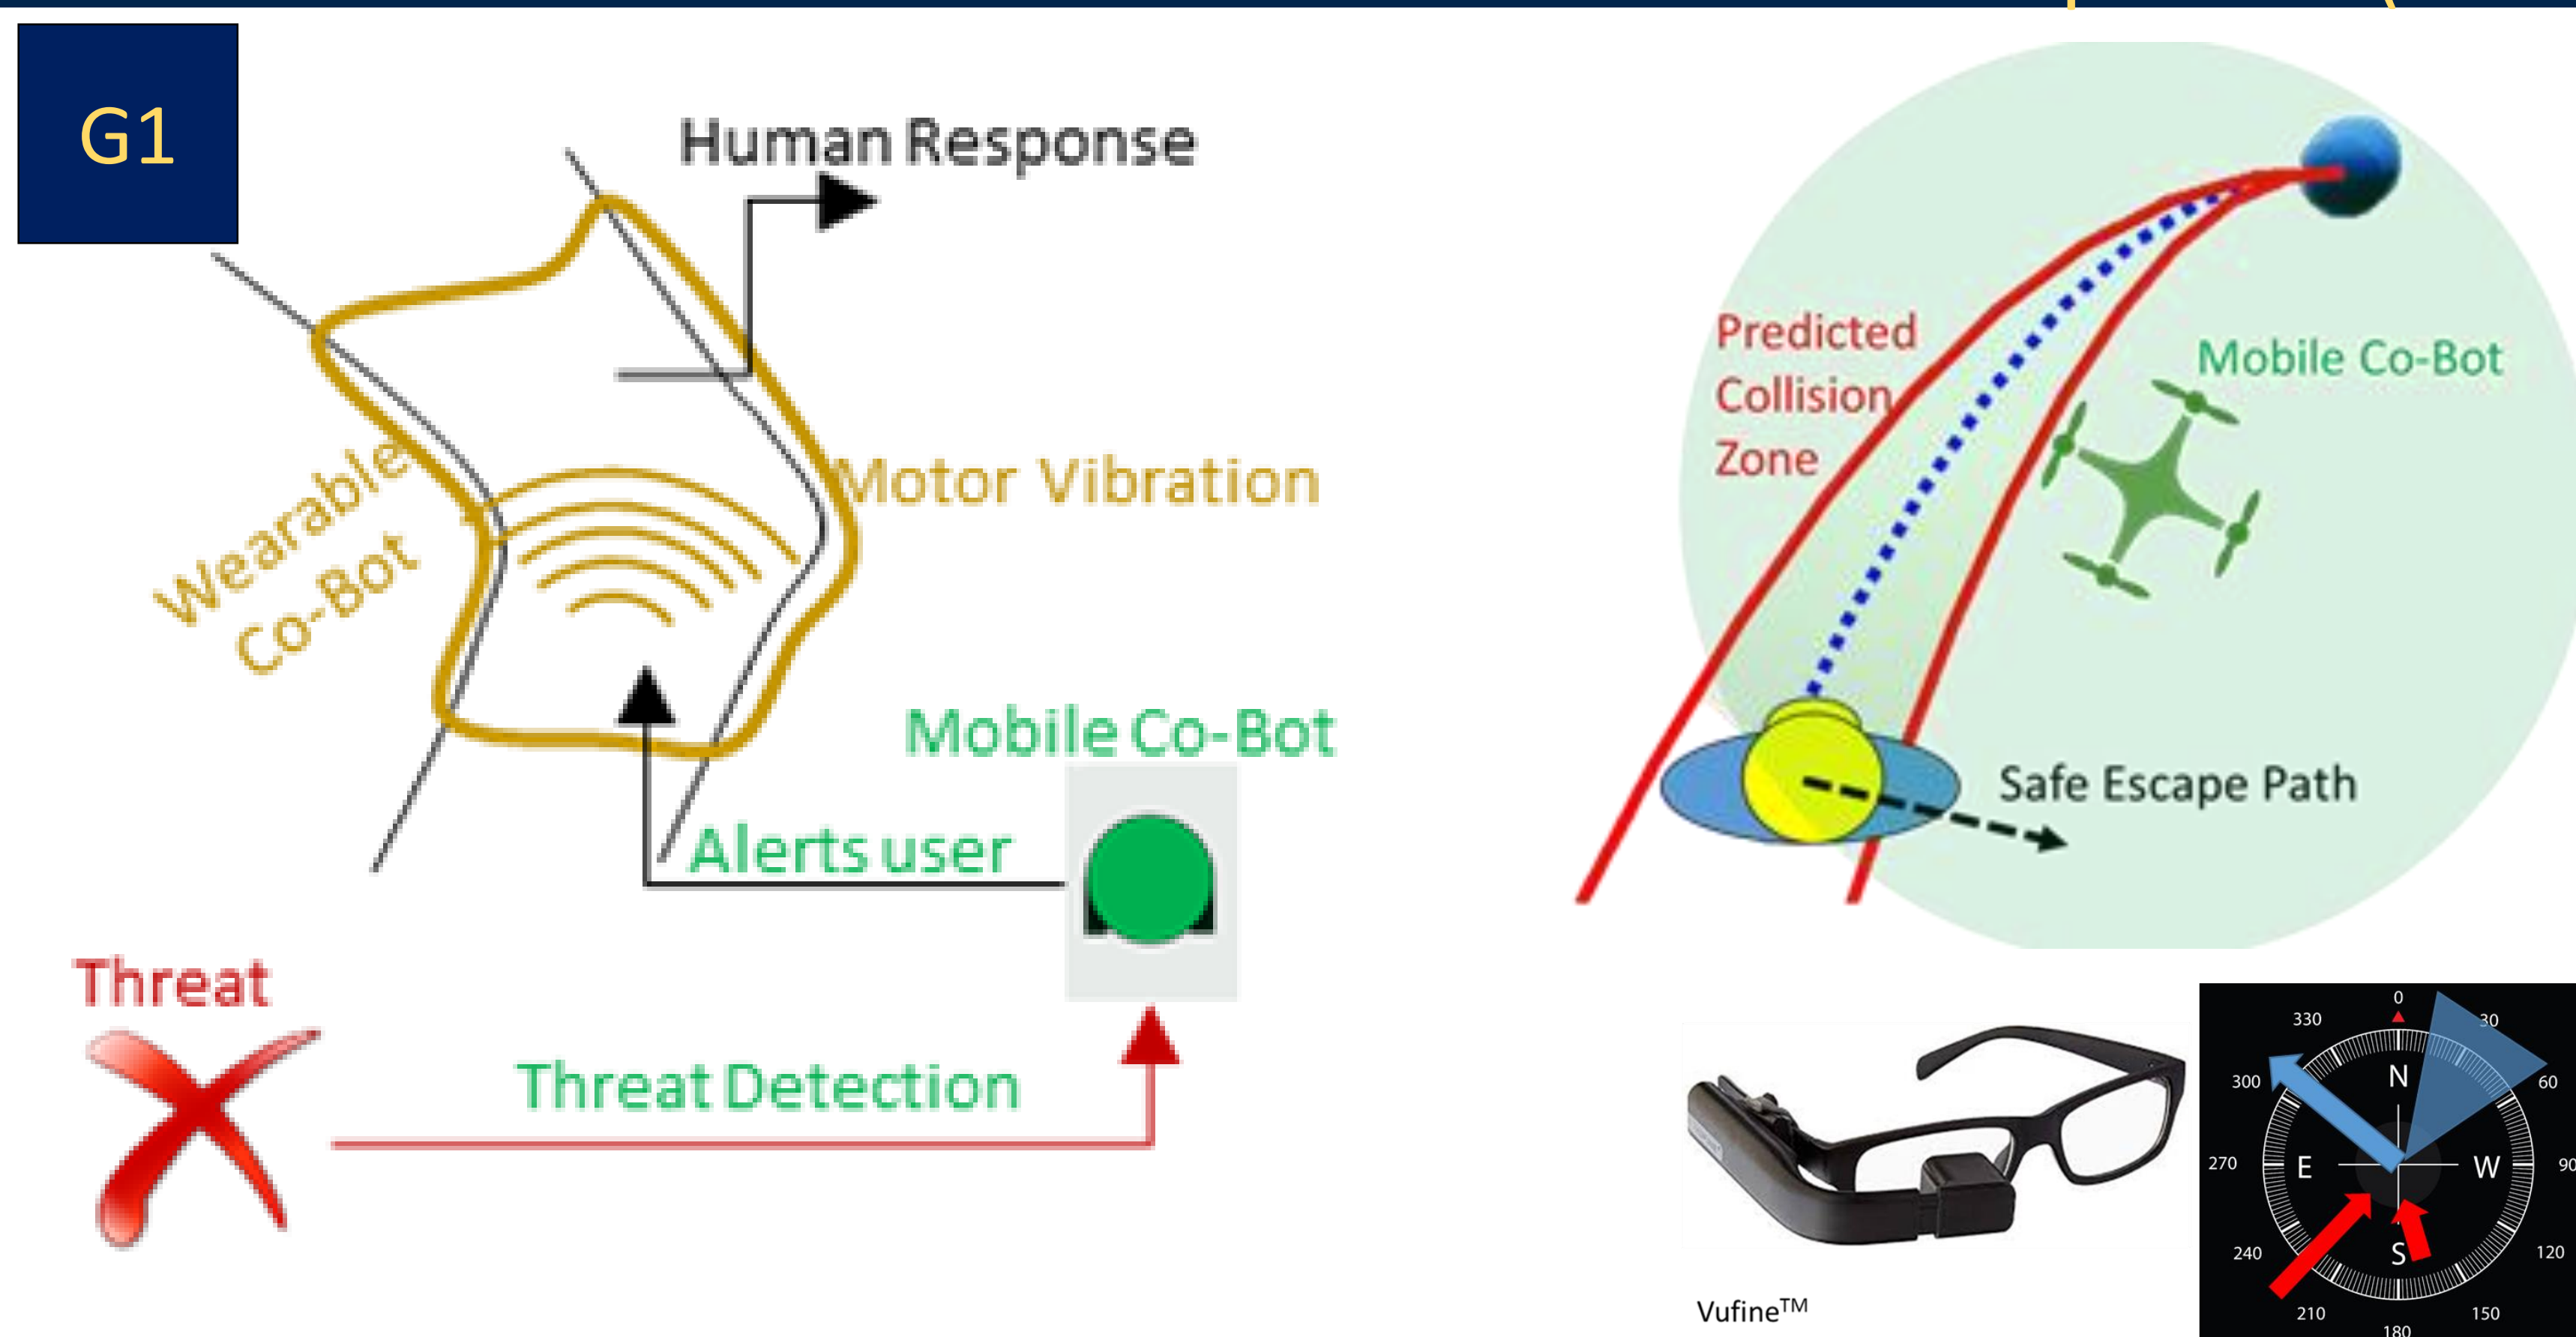 G1
Human Response
Motor Vibration
Wearable
Co-Bot
Mobile Co-Bot
Alerts user
Threat
Threat Detection
Predicted
Collision
Zone
Mobile Co-Bot
Safe Escape Path
Vufine™
0
330
30
N
300
60
270
E
W
90
240
S
120
210
150
180